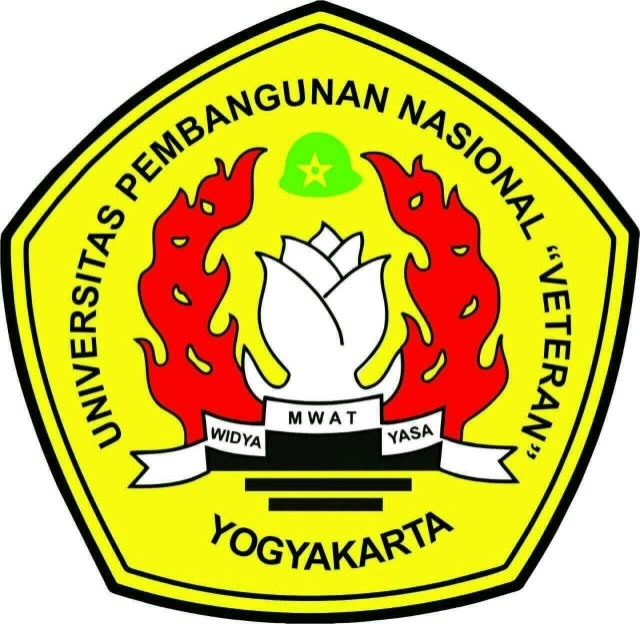 UNIVERSITAS PEMBANGUNAN NASIONAL “VETERAN”
WIDYA MWAT YASA
YOGYAKARTA